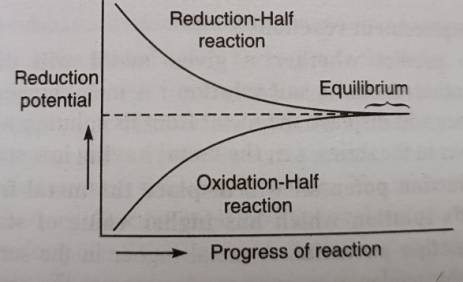 Reduction-Half
reaction
Reduction
potential
Equilibrium
Oxidation-Half
reaction
Progress of reaction